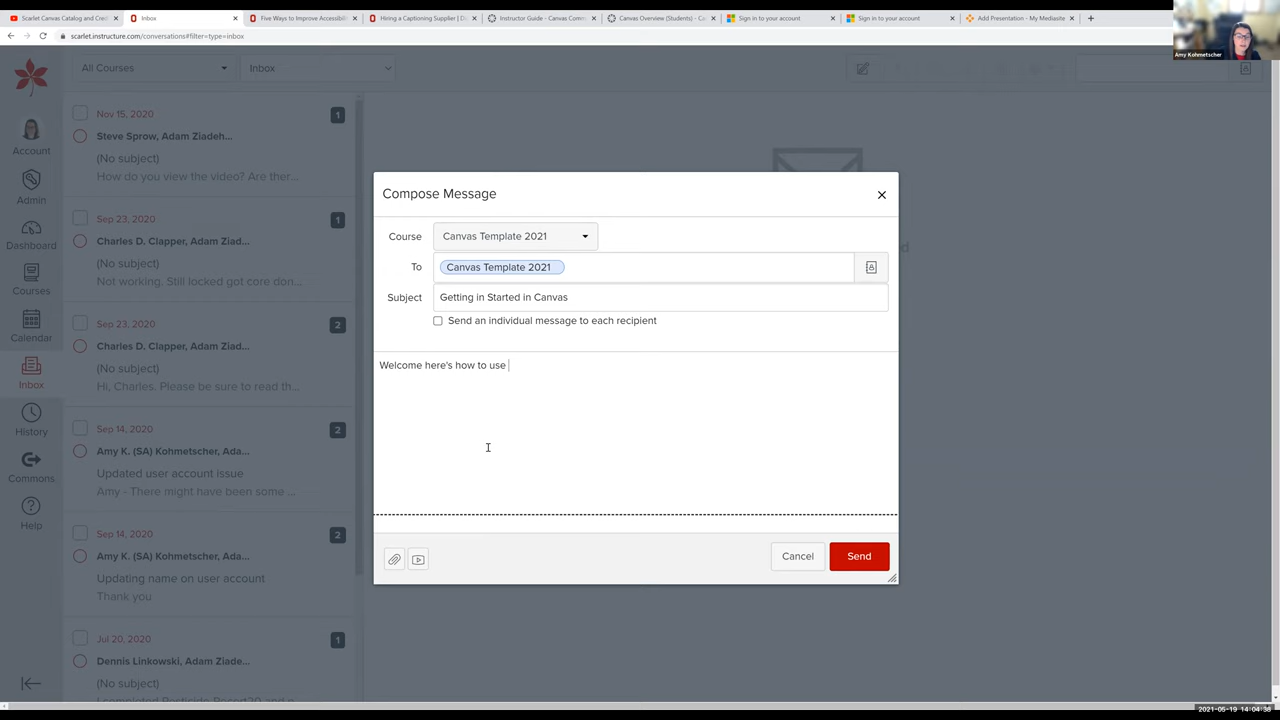 Scarlet Canvas Catalog and Cred
Inbox
Five Ways to Improve Accessibili
Hiring a Captioning Supplier | D
Instructor Guide - Canvas Comm
Canvas Overview (Students) - Ca
Sign in to your account
Sign in to your account
Add Presentation - My Mediasite
scarlet.instructure.com/conversations#filter=type=inbox
Amy Kohmetscher
All Courses
Inbox
Account
Admin
Dashboard
Courses
Calendar
Inbox
History
Commons
Help
Nov 15, 2020
1
Steve Sprow, Adam Ziadeh...
(No subject)
How do you view the video? Are ther...
Sep 23, 2020
1
Charles D. Clapper, Adam Ziad...
(No subject)
Not working. Still locked got core don...
Sep 23, 2020
2
Charles D. Clapper, Adam Ziad...
(No subject)
Hi, Charles. Please be sure to read th...
Sep 14, 2020
2
Amy K. (SA) Kohmetscher, Ada...
Updated user account issue
Amy - There might have been some ...
Sep 14, 2020
2
Amy K. (SA) Kohmetscher, Ada...
Updating name on user account
Thank you
Jul 20, 2020
1
Dennis Linkowski, Adam Ziade...
(No subject)
Compose Message
Course
Canvas Template 2021
To
Canvas Template 2021
Subject
Getting in Started in Canvas
Send an individual message to each recipient
Welcome here's how to use
Cancel
Send
2021-05-19 14:04:38